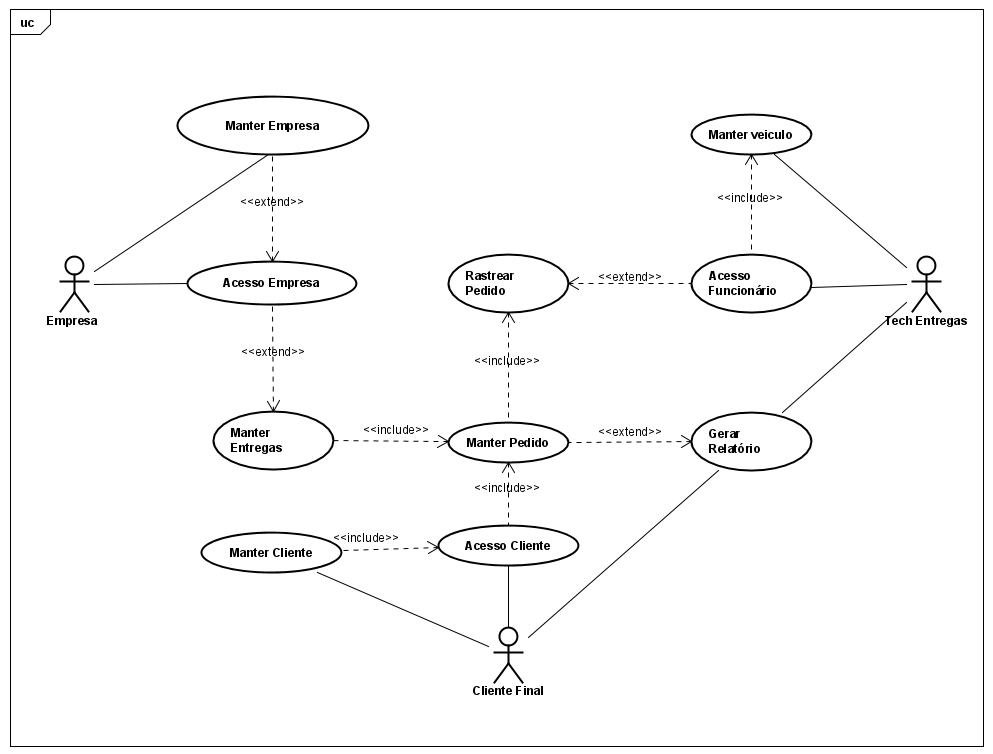 uc
Manter Empresa
Manter veiculo
<<include>>
<<extend>>
Rastrear
Pedido
<<extend>>
Acesso
Funcionário
Acesso Empresa
Empresa
Tech Entregas
<<extend>>
<<include>>
Manter
Entregas
<<include>>
Manter Pedido
<<extend>>
Gerar
Relatório
<<include>>
Manter Cliente
<<include>>
Acesso Cliente
Cliente Final